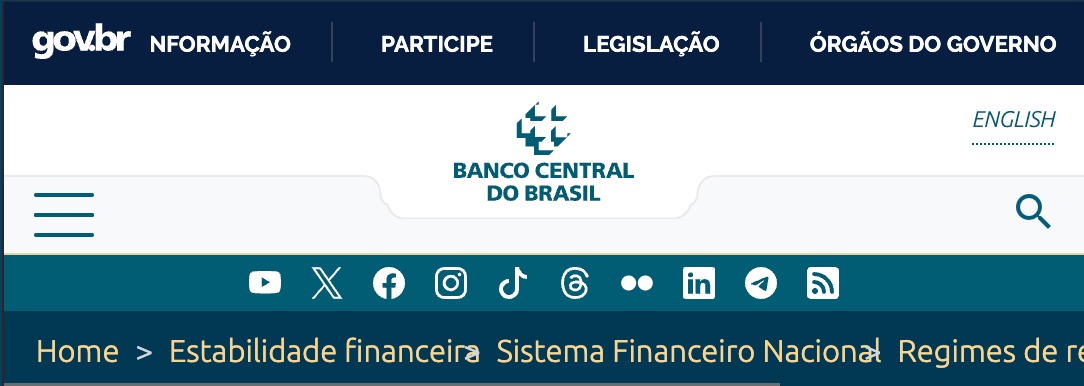 gov.br NFORMAÇÃO PARTICIPE LEGISLAÇÃO ÓRGÃOS DO GOVERNO
ENGLISH
BANCO CENTRAL
DO BRASIL
Home > Estabilidade financeira > Sistema Financeiro Nacional > Regimes de re